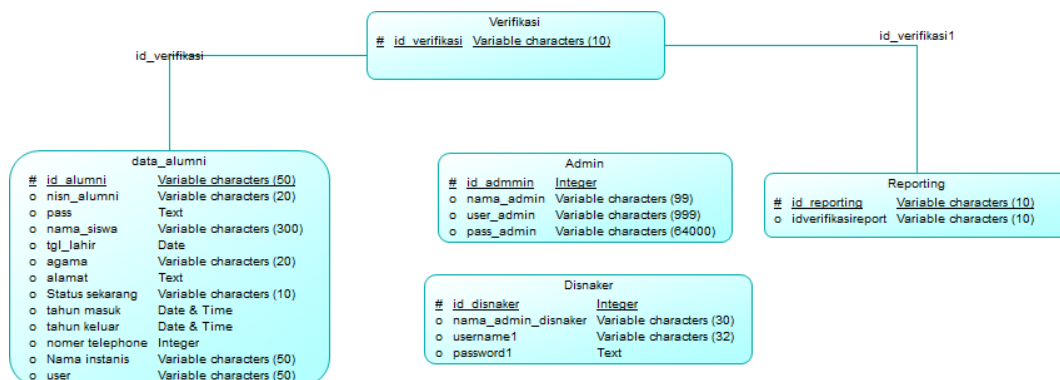 Verifikasi
# id_verifikasi Variable characters (10)
id_verifikasi
id_verifikasi1
data_alumni
# id_alumni Variable characters (50)
o nisn_alumni Variable characters (20)
o pass Text
o nama_siswa Variable characters (300)
o tgl_lahir Date
o agama Variable characters (20)
o alamat Text
o Status sekarang Variable characters (10)
o tahun masuk Date & Time
o tahun keluar Date & Time
o nomer telephone Integer
o Nama instanis Variable characters (50)
o user Variable characters (50)
Admin
# id_admmin Integer
o nama_admin Variable characters (99)
o user_admin Variable characters (999)
o pass_admin Variable characters (64000)
Reporting
# id_reporting Variable characters (10)
o idverifikasireport Variable characters (10)
Disnaker
# id_disnaker Integer
o nama_admin_disnaker Variable characters (30)
o username1 Variable characters (32)
o password1 Text